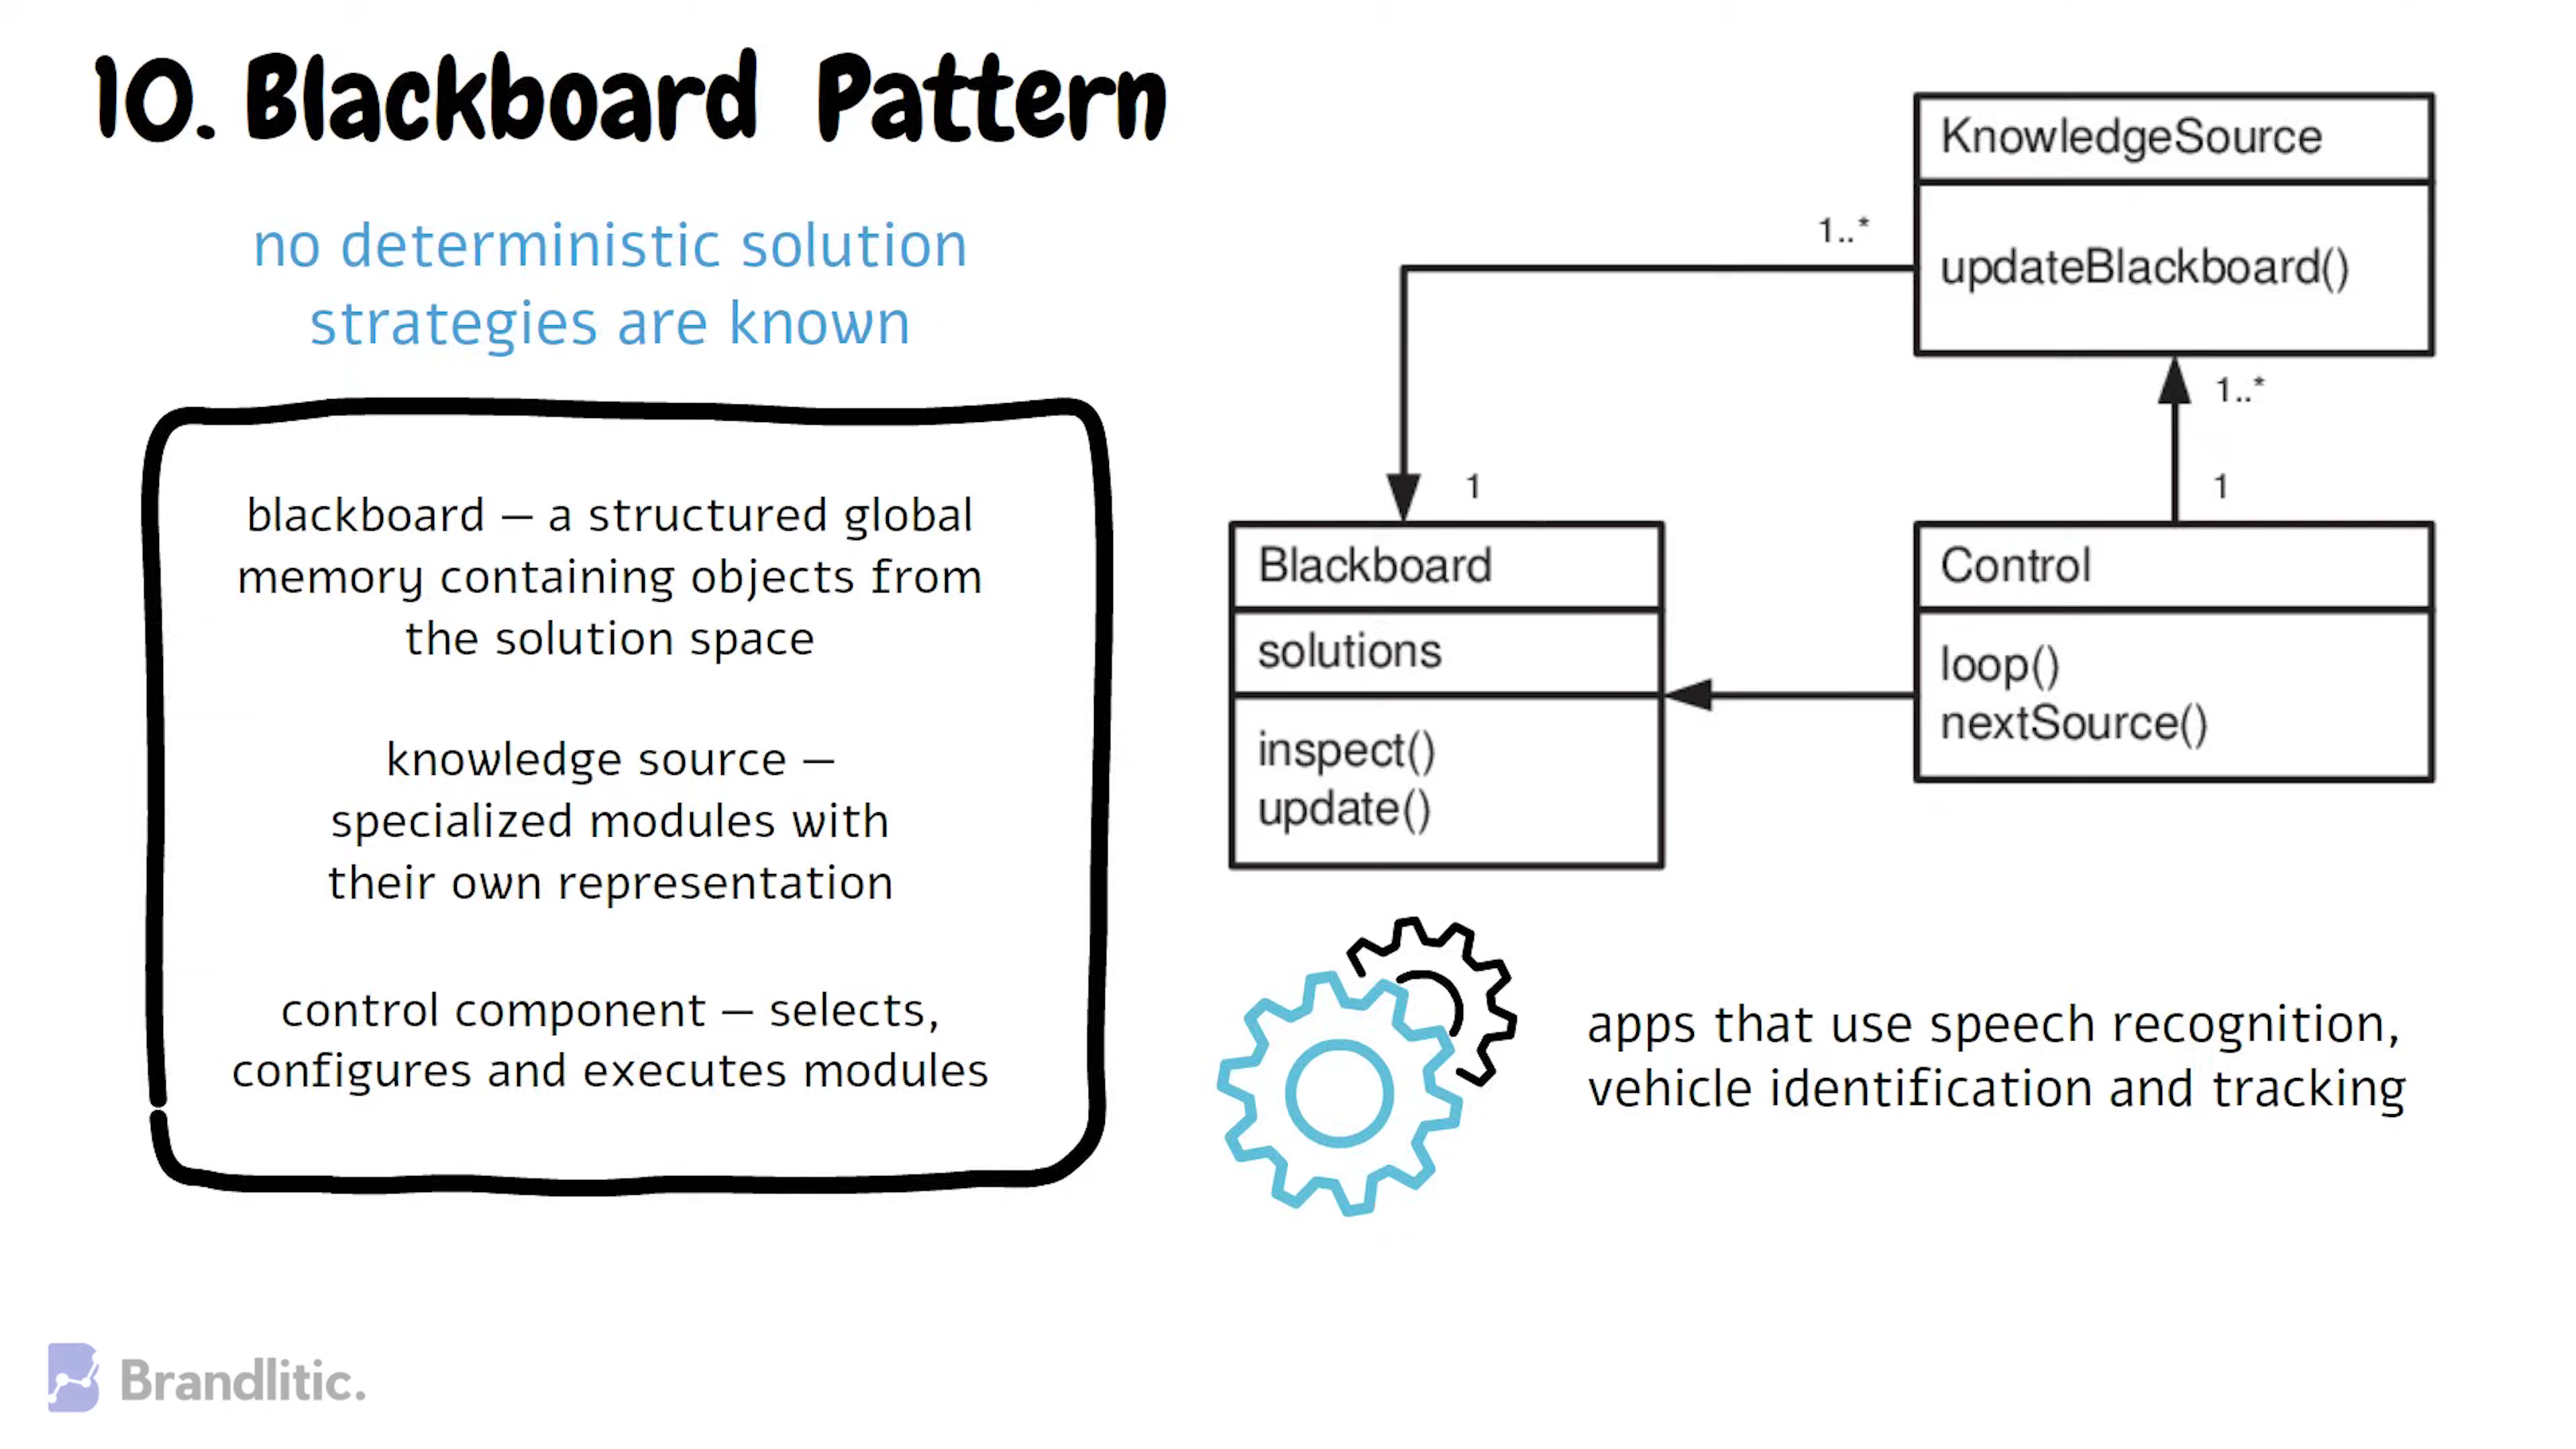 10. Blackboard Pattern
no deterministic solution
strategies are known
blackboard – a structured global
memory containing objects from
the solution space
knowledge source –
specialized modules with
their own representation
control component – selects,
configures and executes modules
KnowledgeSource
updateBlackboard()
1..*
1..*
1
1
Blackboard
solutions
inspect()
update()
Control
loop()
nextSource()
apps that use speech recognition,
vehicle identification and tracking
Brandlitic.